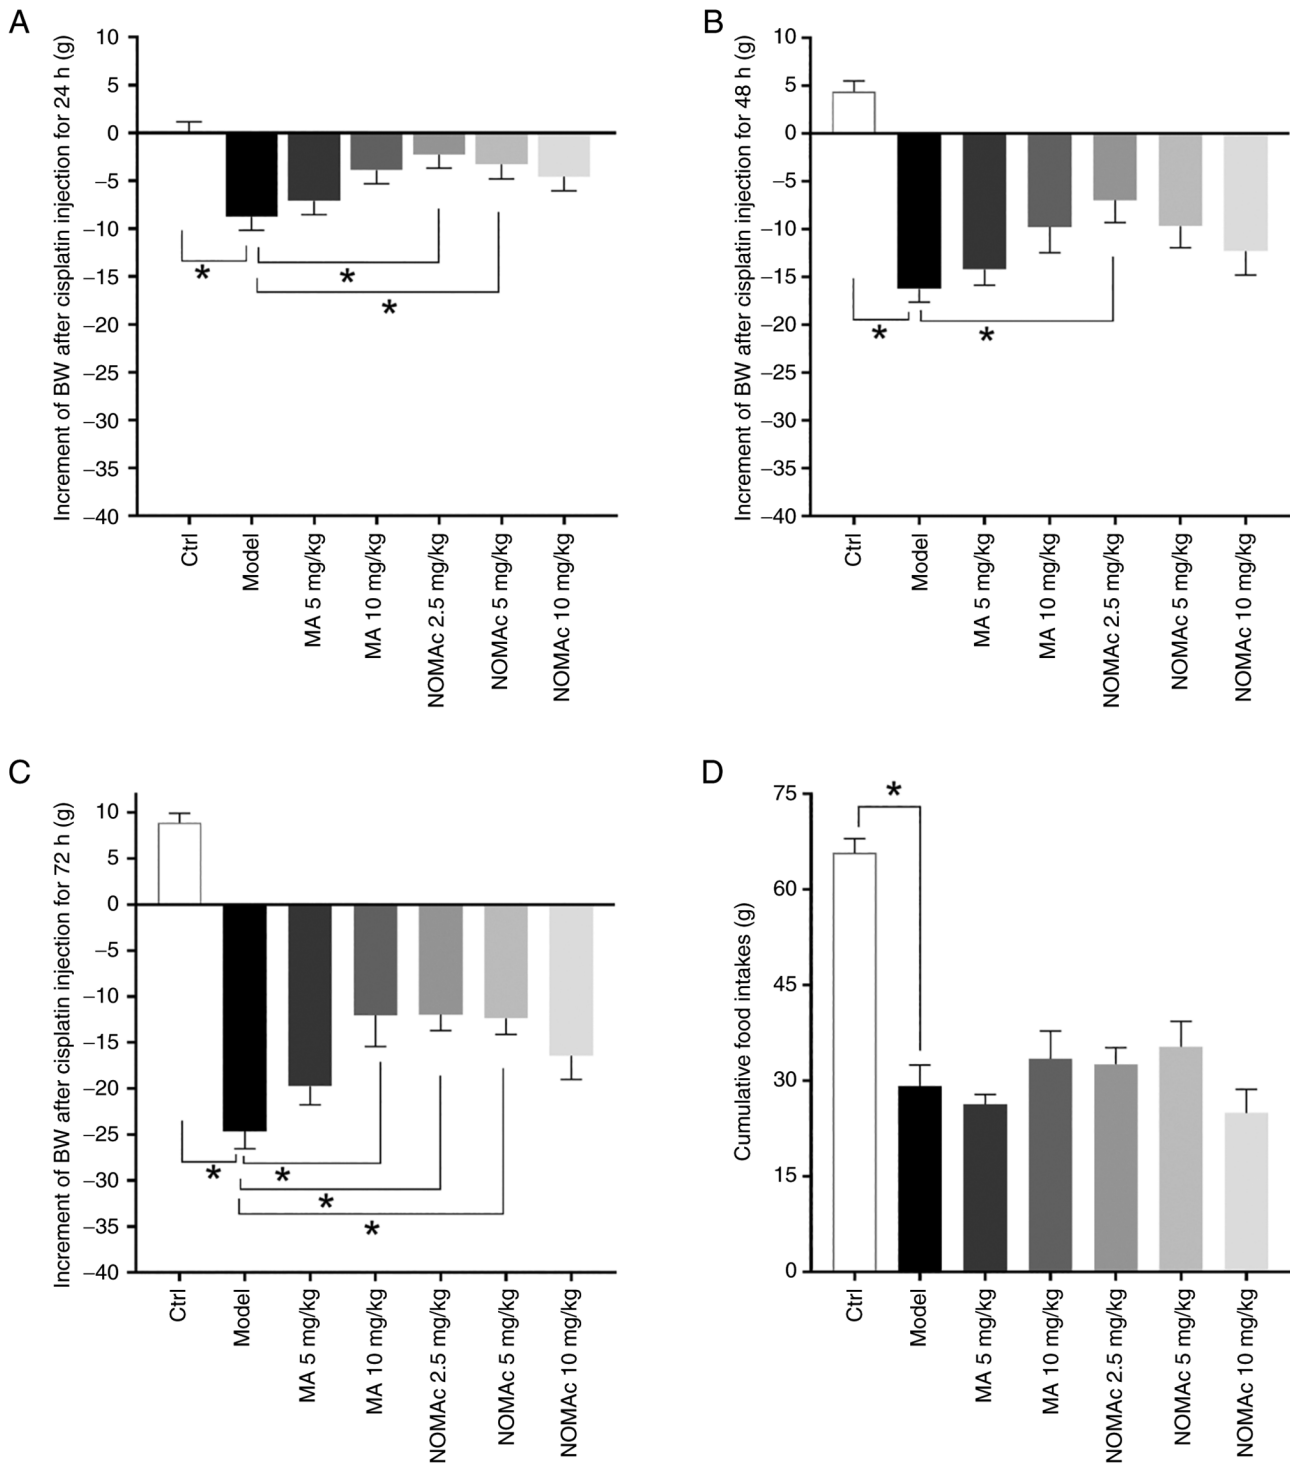 A
Increment of BW after cisplatin injection for 24 h (g)
10
5
0
−5
−10
−15
−20
−25
−30
−35
−40
*
*
*
Ctrl
Model
MA 5 mg/kg
MA 10 mg/kg
NOMAc 2.5 mg/kg
NOMAc 5 mg/kg
NOMAc 10 mg/kg
B
Increment of BW after cisplatin injection for 48 h (g)
10
5
0
−5
−10
−15
−20
−25
−30
−35
−40
*
*
Ctrl
Model
MA 5 mg/kg
MA 10 mg/kg
NOMAc 2.5 mg/kg
NOMAc 5 mg/kg
NOMAc 10 mg/kg
C
Increment of BW after cisplatin injection for 72 h (g)
10
5
0
−5
−10
−15
−20
−25
−30
−35
−40
*
*
*
*
Ctrl
Model
MA 5 mg/kg
MA 10 mg/kg
NOMAc 2.5 mg/kg
NOMAc 5 mg/kg
NOMAc 10 mg/kg
D
Cumulative food intakes (g)
75
60
45
30
15
0
*
Ctrl
Model
MA 5 mg/kg
MA 10 mg/kg
NOMAc 2.5 mg/kg
NOMAc 5 mg/kg
NOMAc 10 mg/kg